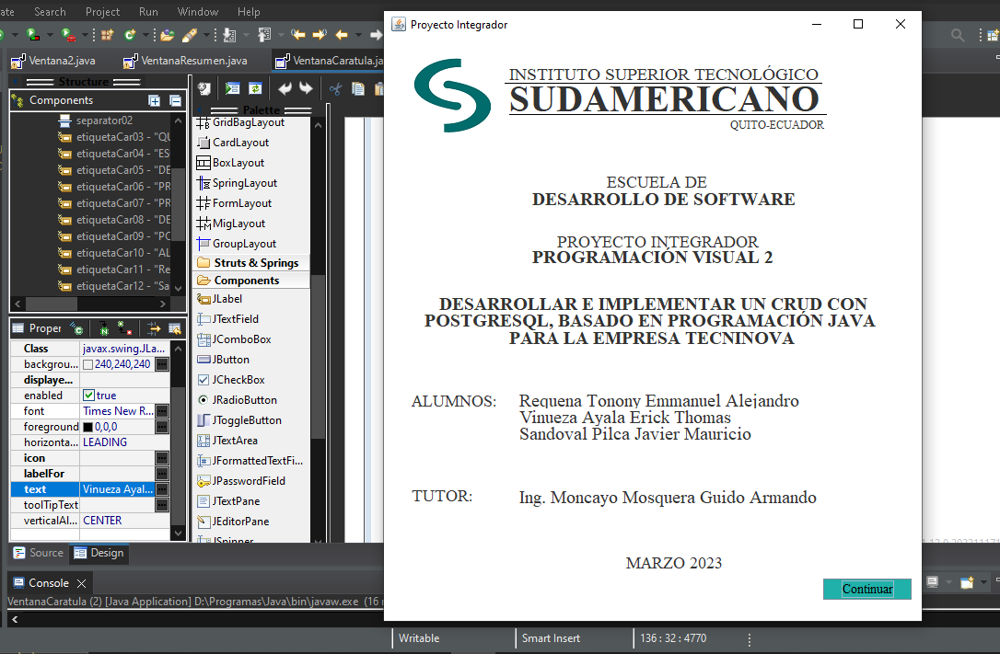 ate Search Project Run Window Help
Ventana2.java VentanaResumen.java VentanaCaratula.ja
Structure
Components
separator02
etiquetaCar03 - "QU
etiquetaCar04 - "ES
etiquetaCar05 - "DE
etiquetaCar06 - "PR
etiquetaCar07 - "PR
etiquetaCar08 - "DE
etiquetaCar09 - "PC
etiquetaCar10 - "AL
etiquetaCar11 - "Re
etiquetaCar12 - "Sa
Proper
Class javax.swing.JLa...
backgrou... 240,240,240
displaye...
enabled true
font Times New R...
foreground 0,0,0
horizonta... LEADING
icon
labelFor
text Vinueza Ayal...
toolTipText
verticalAl... CENTER
Source Design
Palette
GridBagLayout
CardLayout
BoxLayout
SpringLayout
FormLayout
MigLayout
GroupLayout
Struts & Springs
Components
JLabel
JTextField
JComboBox
JButton
JCheckBox
JRadioButton
JToggleButton
JTextArea
JFormattedTextFi...
JPasswordField
JTextPane
JEditorPane
JSpinner
Proyecto Integrador
INSTITUTO SUPERIOR TECNOLÓGICO
SUDAMERICANO
QUITO-ECUADOR
ESCUELA DE
DESARROLLO DE SOFTWARE
PROYECTO INTEGRADOR
PROGRAMACIÓN VISUAL 2
DESARROLLAR E IMPLEMENTAR UN CRUD CON
POSTGRESQL, BASADO EN PROGRAMACIÓN JAVA
PARA LA EMPRESA TECNINOVA
ALUMNOS: Requena Tonony Emmanuel Alejandro
Vinueza Ayala Erick Thomas
Sandoval Pilca Javier Mauricio
TUTOR: Ing. Moncayo Mosquera Guido Armando
MARZO 2023
Continuar
Console
VentanaCaratula (2) [Java Application] D:\Programas\Java\bin\javaw.exe (16
Writable Smart Insert 136 : 32 : 4770